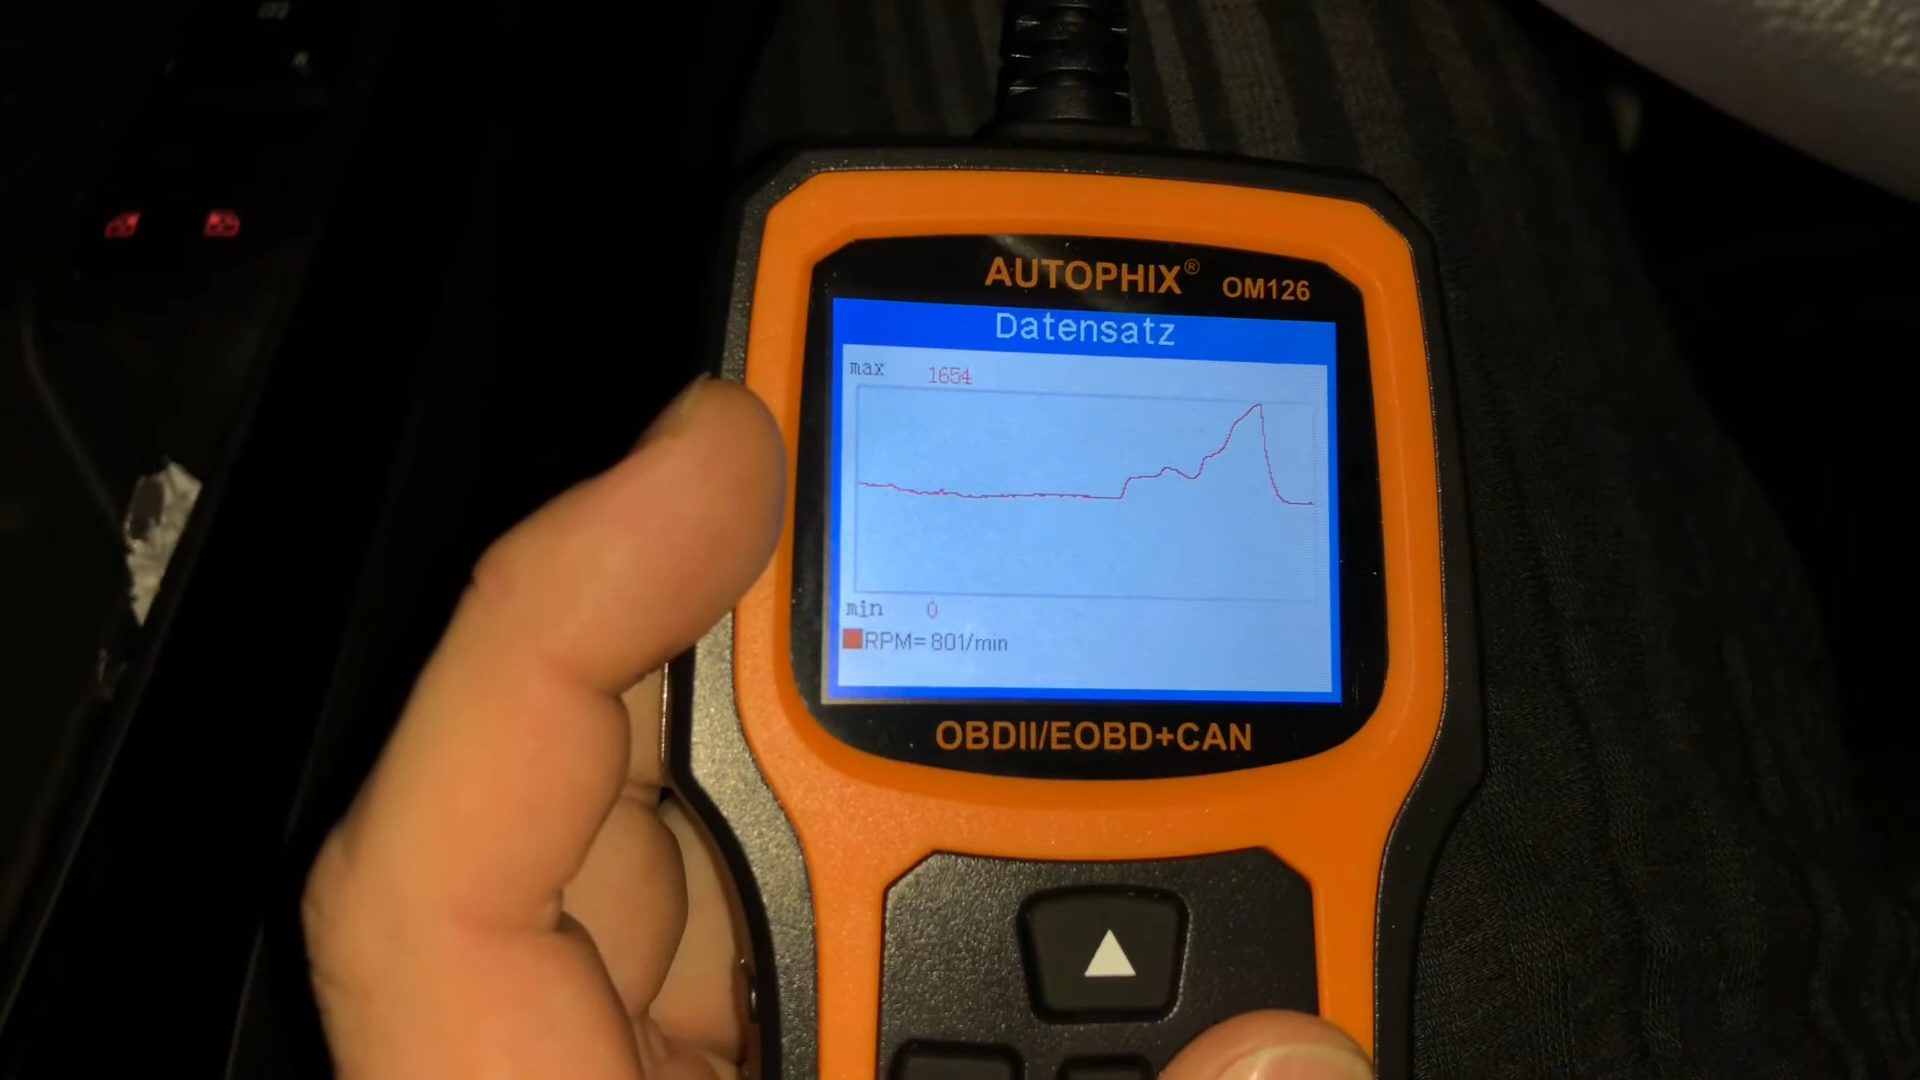 AUTOPHIX® OM126
Datensatz
max 1654
min 0
RPM= 801/min
OBDII/EOBD+CAN